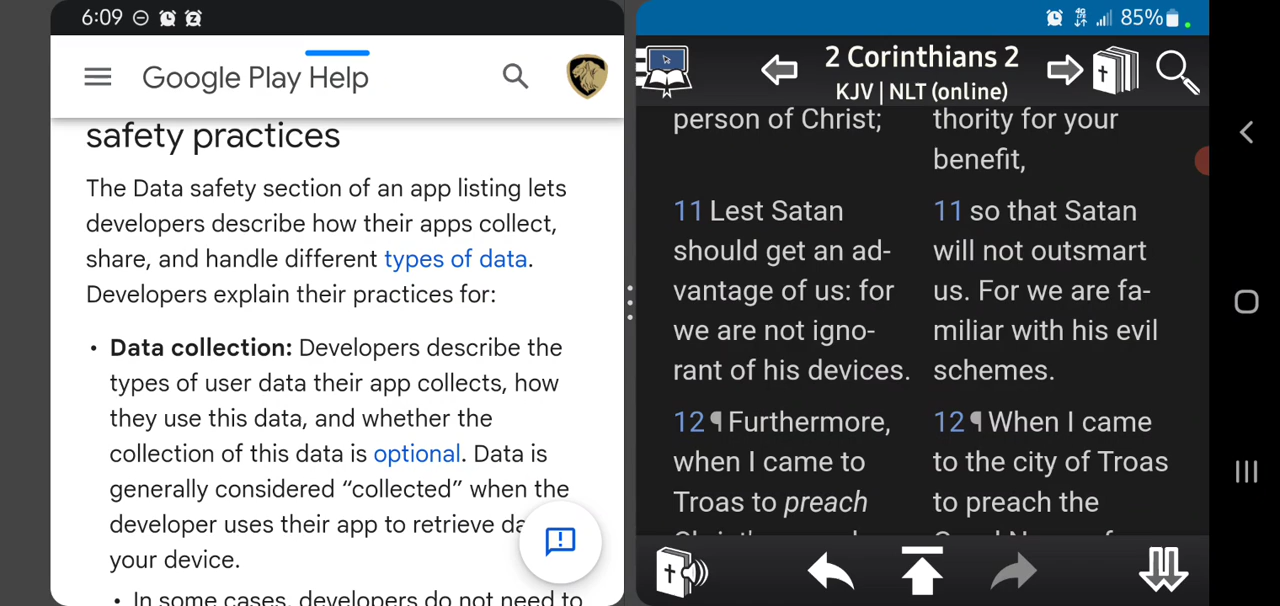 6:09
Google Play Help
safety practices
The Data safety section of an app listing lets
developers describe how their apps collect,
share, and handle different types of data.
Developers explain their practices for:
• Data collection: Developers describe the
types of user data their app collects, how
they use this data, and whether the
collection of this data is optional. Data is
generally considered “collected” when the
developer uses their app to retrieve
your device.
• In some cases, developers do not need to
85%
2 Corinthians 2
KJV | NLT (online)
person of Christ;
11 Lest Satan
should get an ad-
vantage of us: for
we are not igno-
rant of his devices.
12 ¶ Furthermore,
when I came to
Troas to preach
thority for your
benefit,
11 so that Satan
will not outsmart
us. For we are fa-
miliar with his evil
schemes.
12 ¶ When I came
to the city of Troas
to preach the